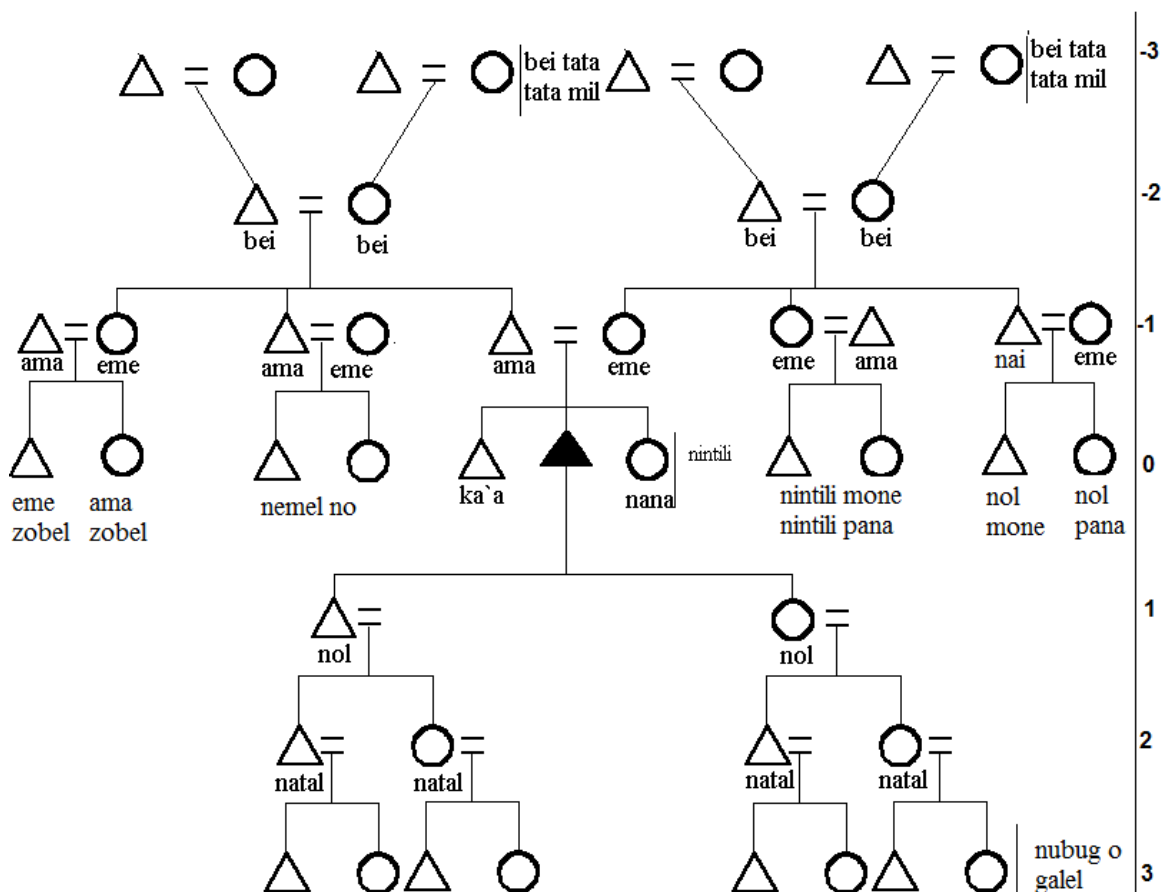 -3
bei tata
tata mil
bei tata
tata mil
-2
bei
bei
bei
bei
-1
ama
eme
ama
eme
ama
eme
eme
ama
nai
eme
0
eme
zobel
ama
zobel
nemel no
ka`a
nana
nintili
nintili mone
nintili pana
nol
mone
nol
pana
1
nol
nol
2
natal
natal
natal
natal
nubug o
galel
3